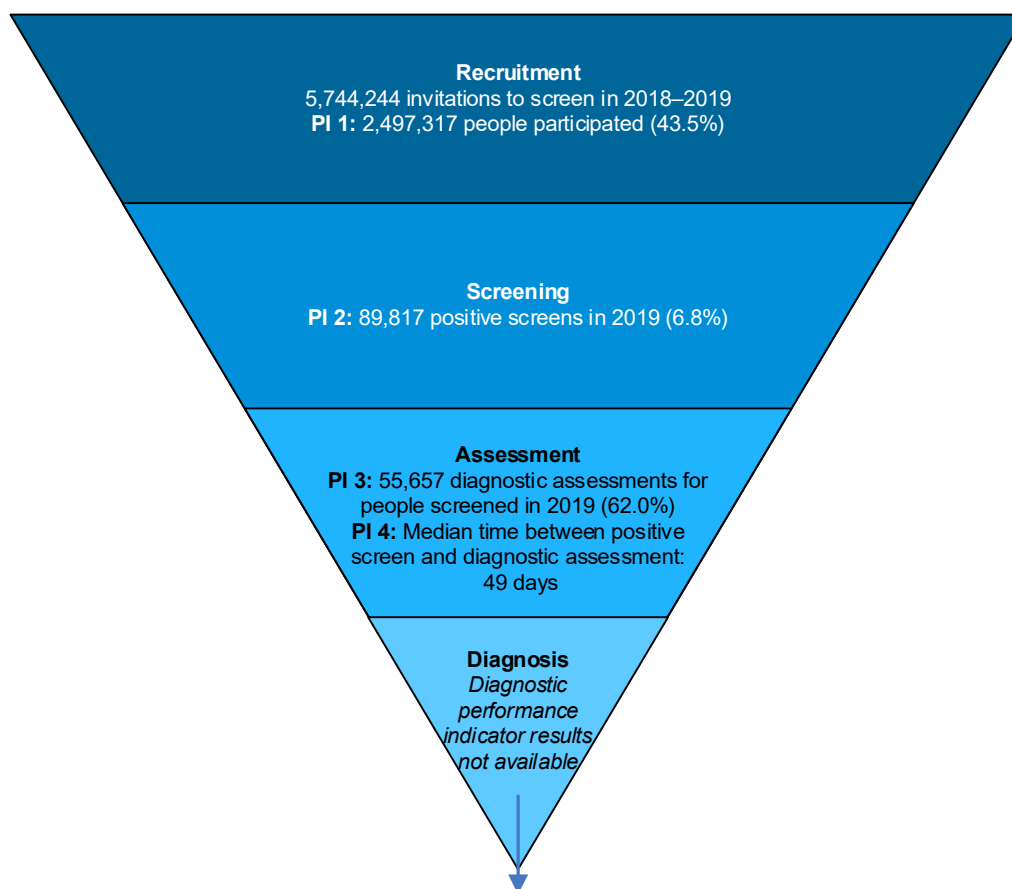 Recruitment
5,744,244 invitations to screen in 2018–2019
PI 1: 2,497,317 people participated (43.5%)
Screening
PI 2: 89,817 positive screens in 2019 (6.8%)
Assessment
PI 3: 55,657 diagnostic assessments for
people screened in 2019 (62.0%)
PI 4: Median time between positive
screen and diagnostic assessment:
49 days
Diagnosis
Diagnostic
performance
indicator results
not available